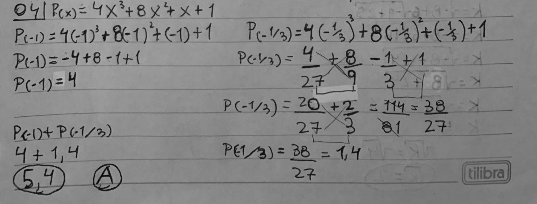 04| P(x) = 4x³+8x²+x+1
P(-1) = 4(-1)³+8(-1)²+(-1)+1
P(-1) = -4+8-1+1
P(-1) = 4
P(-1)+P(-1/3)
4+1,4
5,4 A
P(-1/3) = 4(-1/3)³+8(-1/3)²+(-1/3)+1
P(-1/3) = 4/27 + 8/9 - 1/3 + 1
P(-1/3) = 20/27 + 2/3 = 114/81 = 38/27
P(-1/3) = 38/27 = 1,4
tilibra